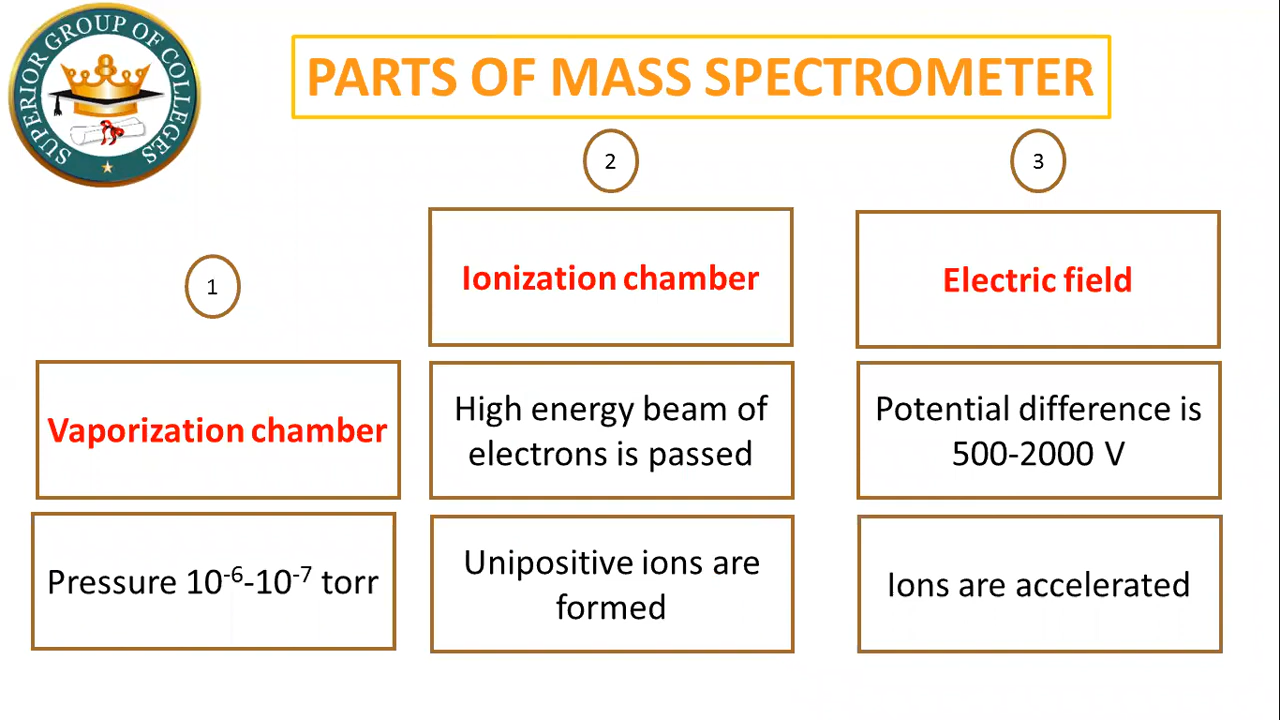 SUPERIOR GROUP OF COLLEGES
PARTS OF MASS SPECTROMETER
1
Vaporization chamber
Pressure 10⁻⁶-10⁻⁷ torr
2
Ionization chamber
High energy beam of
electrons is passed
Unipositive ions are
formed
3
Electric field
Potential difference is
500-2000 V
Ions are accelerated